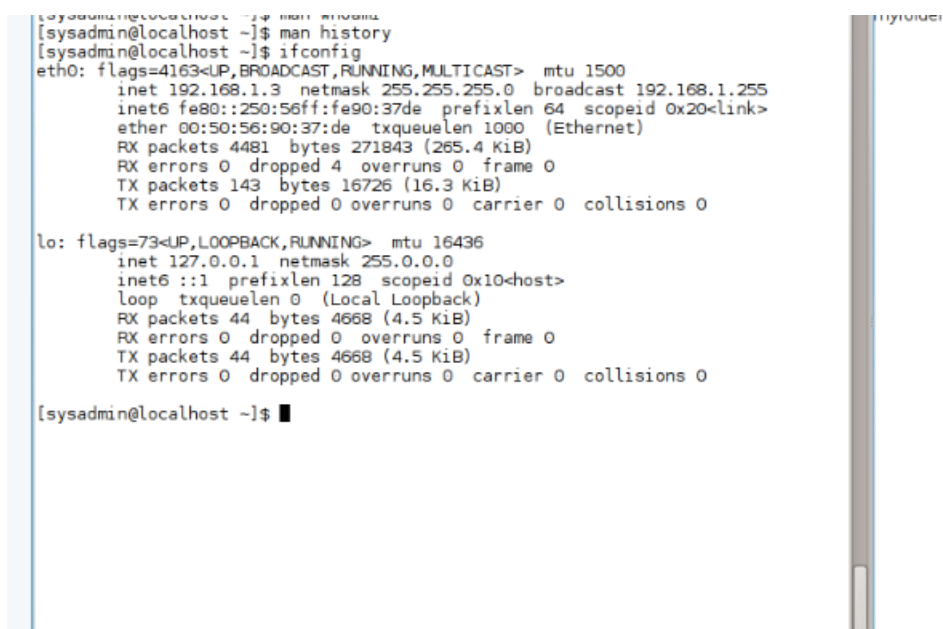 [sysadmin@localhost ~]$ man whoami
[sysadmin@localhost ~]$ man history
[sysadmin@localhost ~]$ ifconfig
eth0: flags=4163<UP,BROADCAST,RUNNING,MULTICAST>  mtu 1500
        inet 192.168.1.3  netmask 255.255.255.0  broadcast 192.168.1.255
        inet6 fe80::250:56ff:fe90:37de  prefixlen 64  scopeid 0x20<link>
        ether 00:50:56:90:37:de  txqueuelen 1000  (Ethernet)
        RX packets 4481  bytes 271843 (265.4 KiB)
        RX errors 0  dropped 4  overruns 0  frame 0
        TX packets 143  bytes 16726 (16.3 KiB)
        TX errors 0  dropped 0 overruns 0  carrier 0  collisions 0

lo: flags=73<UP,LOOPBACK,RUNNING>  mtu 16436
        inet 127.0.0.1  netmask 255.0.0.0
        inet6 ::1  prefixlen 128  scopeid 0x10<host>
        loop  txqueuelen 0  (Local Loopback)
        RX packets 44  bytes 4668 (4.5 KiB)
        RX errors 0  dropped 0  overruns 0  frame 0
        TX packets 44  bytes 4668 (4.5 KiB)
        TX errors 0  dropped 0 overruns 0  carrier 0  collisions 0

[sysadmin@localhost ~]$
myfolder